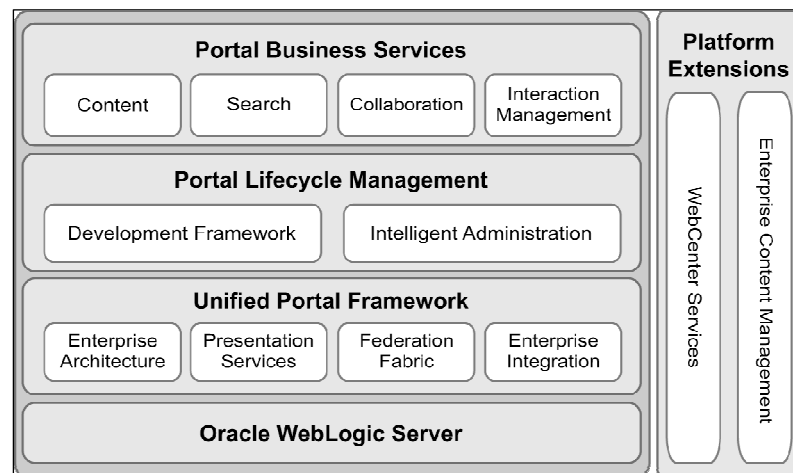 Portal Business Services
Content
Search
Collaboration
Interaction
Management
Portal Lifecycle Management
Development Framework
Intelligent Administration
Unified Portal Framework
Enterprise
Architecture
Presentation
Services
Federation
Fabric
Enterprise
Integration
Oracle WebLogic Server
Platform
Extensions
WebCenter Services
Enterprise Content Management